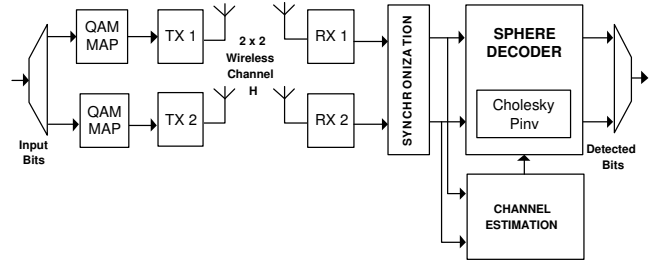 QAM
MAP
TX 1
2 x 2
Wireless
Channel
H
RX 1
SYNCHRONIZATION
SPHERE
DECODER
Cholesky
Pinv
QAM
MAP
TX 2
RX 2
Input
Bits
Detected
Bits
CHANNEL
ESTIMATION